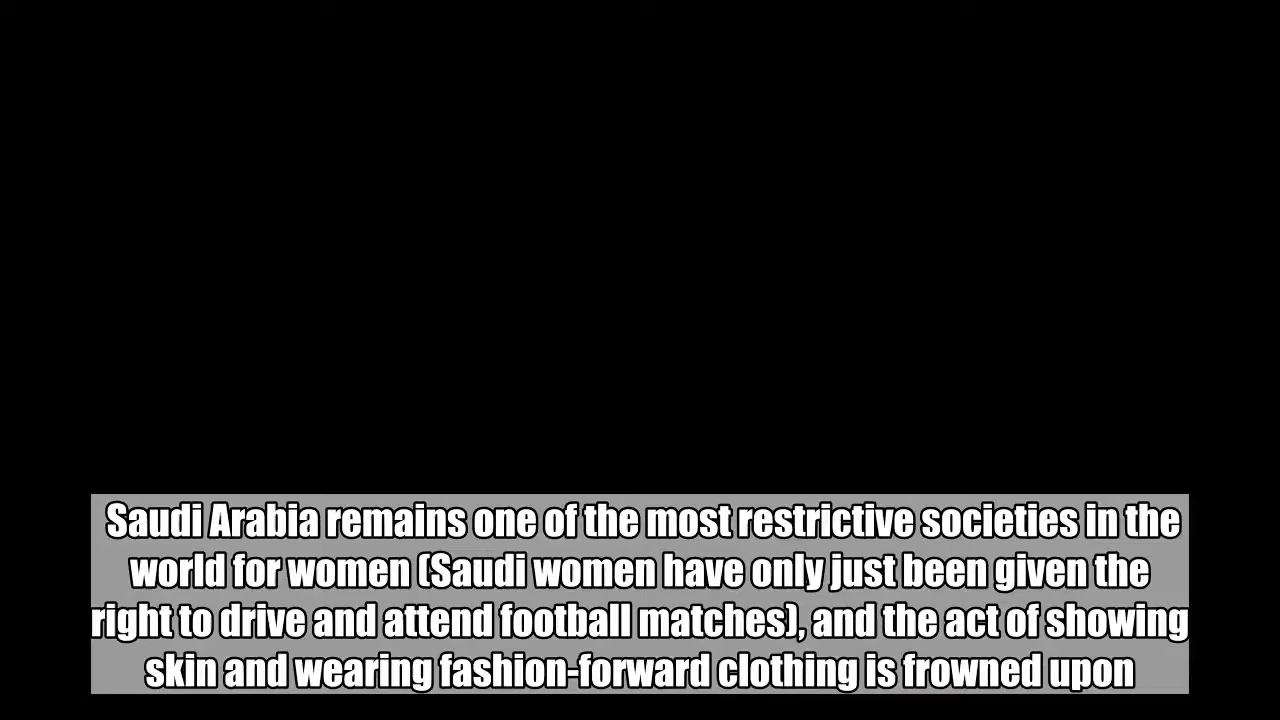 Saudi Arabia remains one of the most restrictive societies in the
world for women (Saudi women have only just been given the
right to drive and attend football matches), and the act of showing
skin and wearing fashion-forward clothing is frowned upon